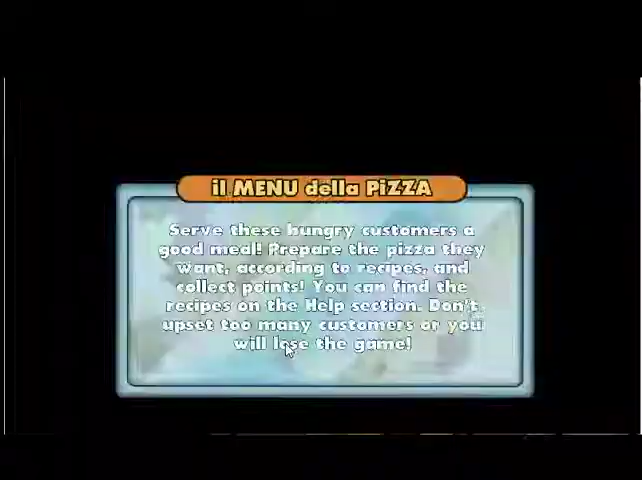 il MENU della PiZZA
Serve these hungry customers a
good meal! Prepare the pizza they
want, according to recipes, and
collect points! You can find the
recipes on the Help section. Don't
upset too many customers or you
will lose the game!